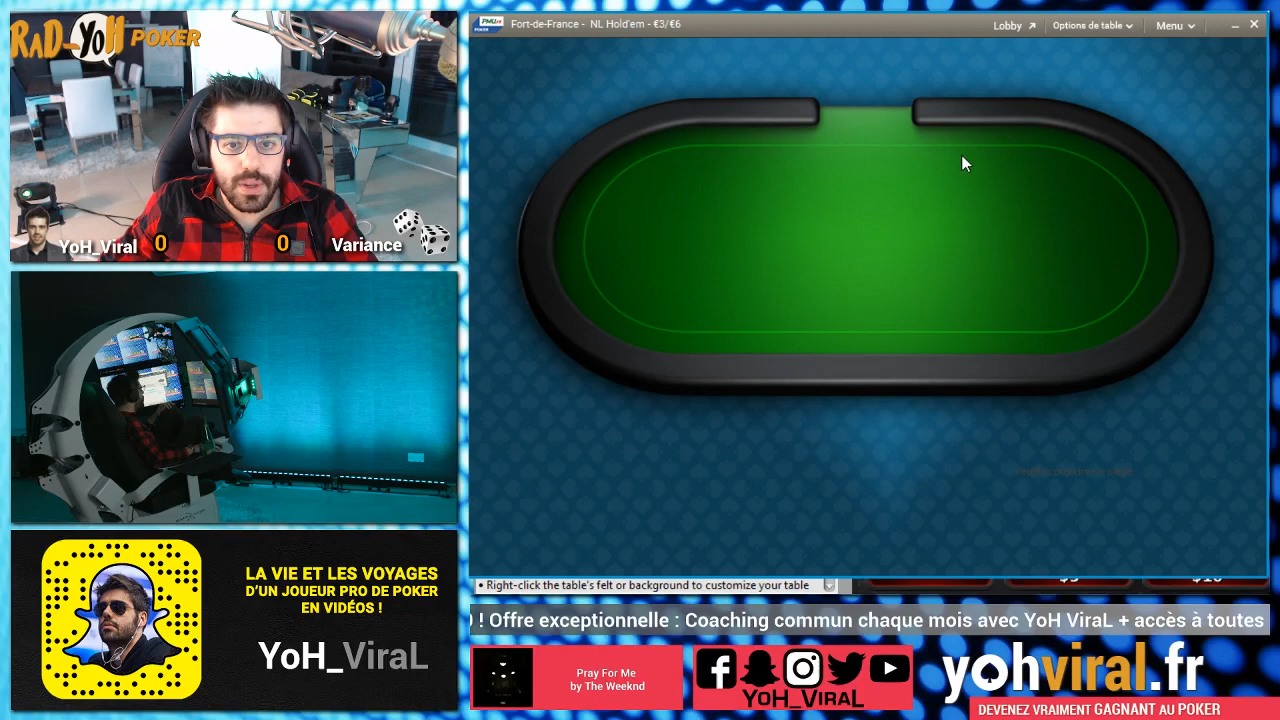 RAD-YOH POKER
YoH_Viral 0 0 Variance
LA VIE ET LES VOYAGES
D'UN JOUEUR PRO DE POKER
EN VIDÉOS !
YoH_ViraL
PMU.fr
POKER
Fort-de-France - NL Hold'em - €3/€6
Lobby
Options de table
Menu
• Right-click the table's felt or background to customize your table
! Offre exceptionnelle : Coaching commun chaque mois avec YoH ViraL + accès à toutes
Pray For Me
by The Weeknd
YoH_ViraL
yohviral.fr
DEVENEZ VRAIMENT GAGNANT AU POKER